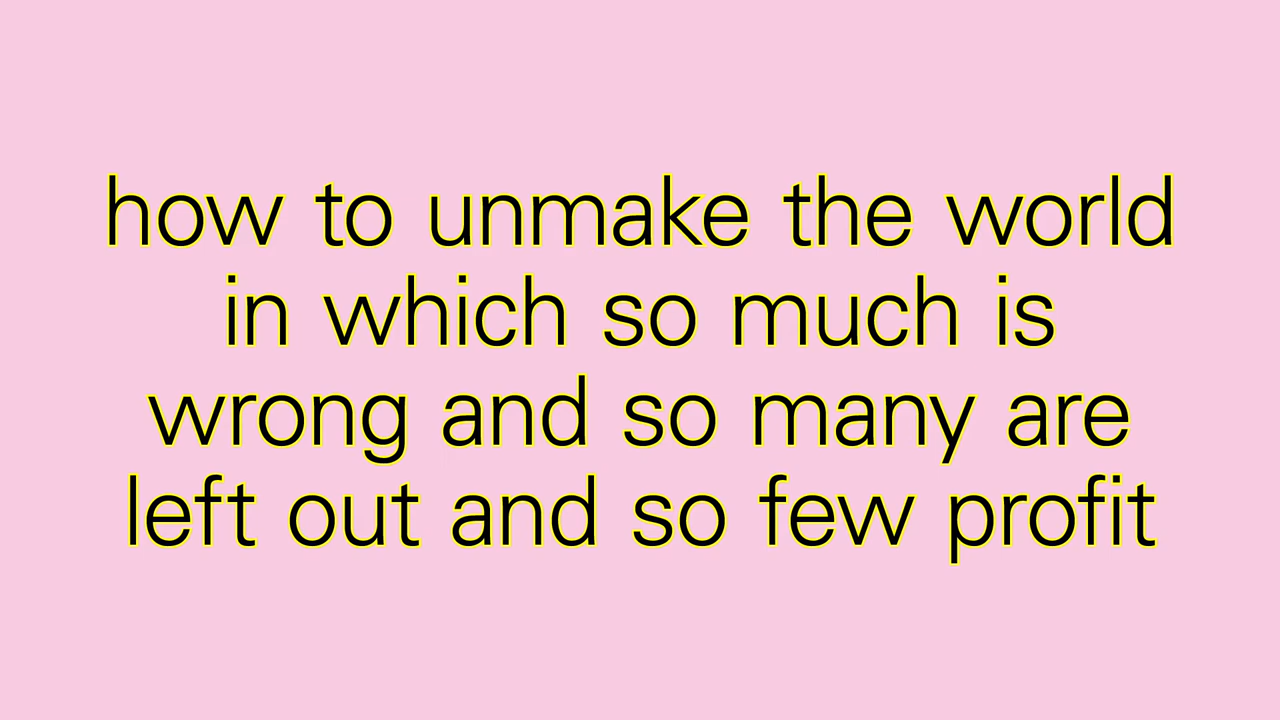 how to unmake the world
in which so much is
wrong and so many are
left out and so few profit